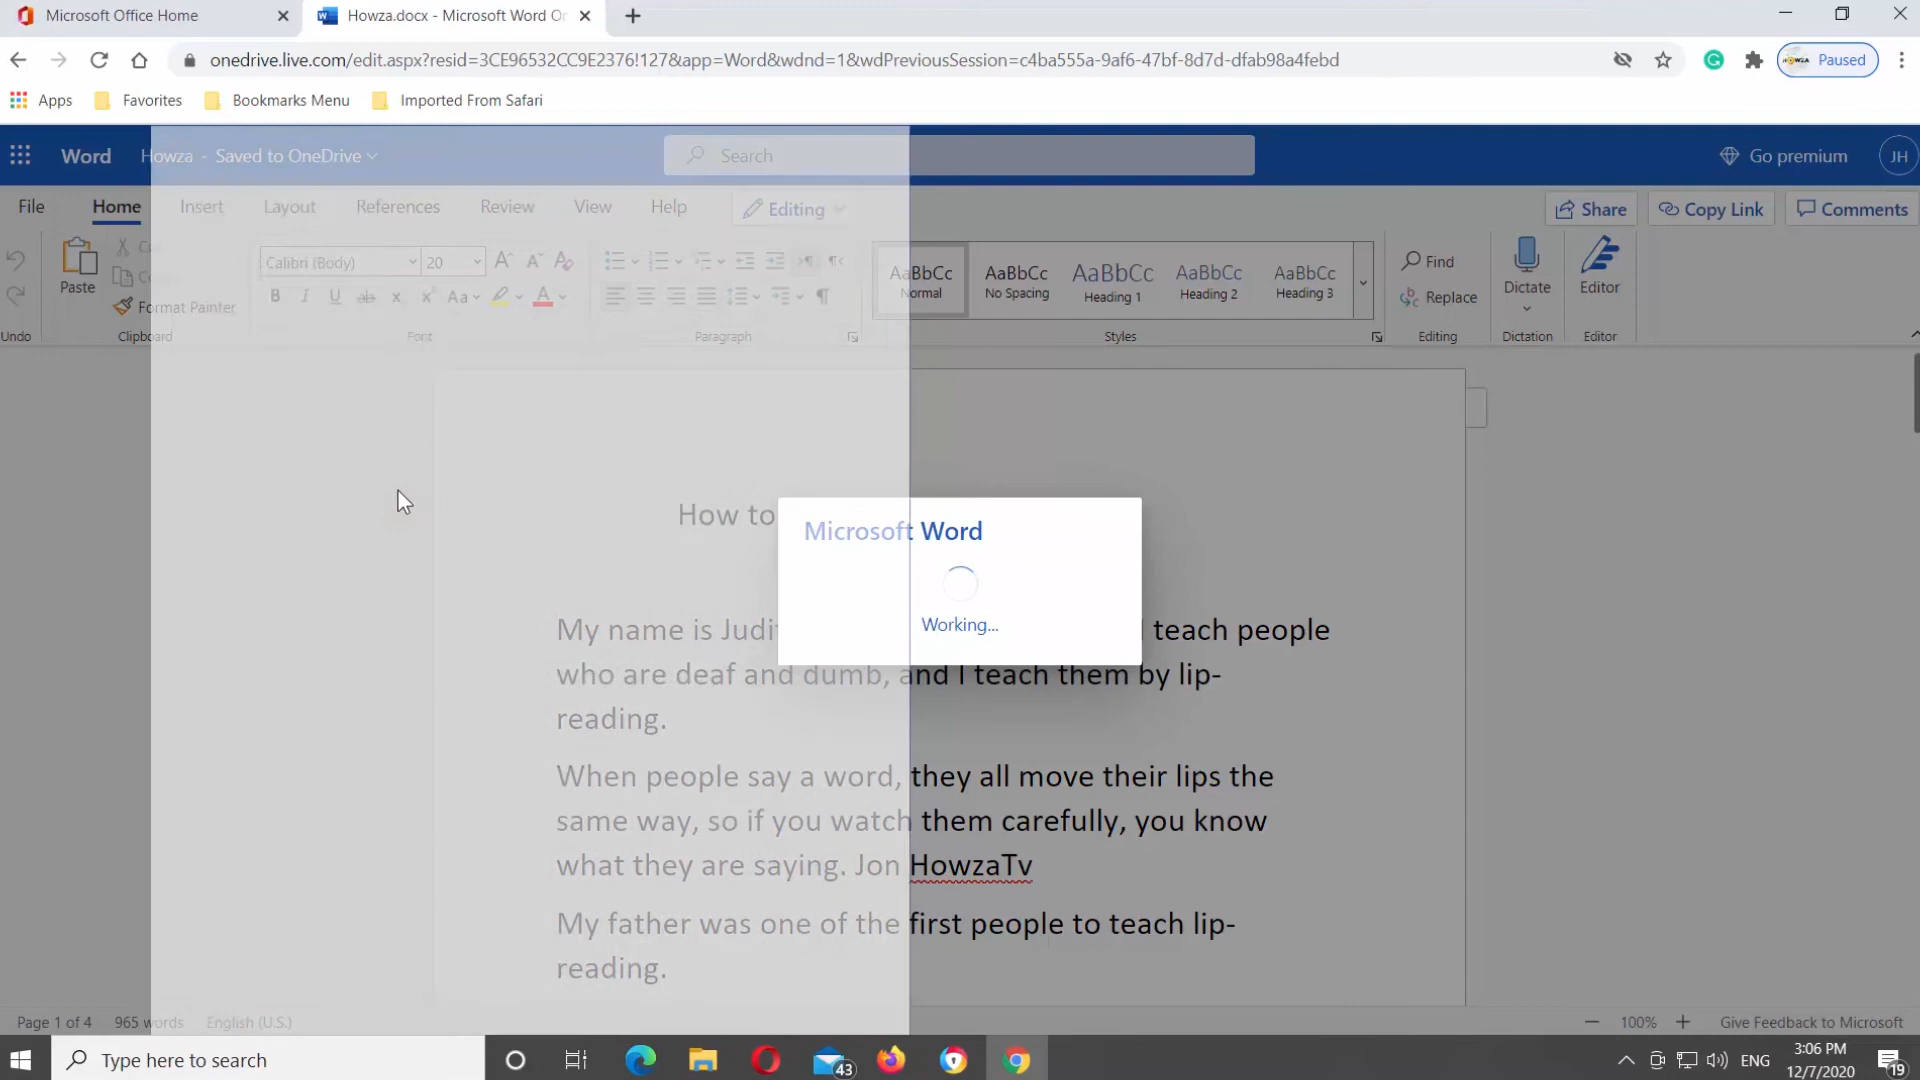 Microsoft Office Home
Howza.docx - Microsoft Word Or
onedrive.live.com/edit.aspx?resid=3CE96532CC9E2376!127&app=Word&wdnd=1&wdPreviousSession=c4ba555a-9af6-47bf-8d7d-dfab98a4febd
Paused
Apps Favorites Bookmarks Menu Imported From Safari
Word Howza - Saved to OneDrive Search Go premium JH
File Home Insert Layout References Review View Help Editing Share Copy Link Comments
Paste Format Painter
Calibri (Body) 20
AaBbCc Normal
AaBbCc No Spacing
AaBbCc Heading 1
AaBbCc Heading 2
AaBbCc Heading 3
Find
Replace
Dictate
Editor
Undo Clipboard Font Paragraph Styles Editing Dictation Editor
How to
Microsoft Word
Working...
My name is teach people
who are deaf and dumb, and I teach them by lip-
reading.
When people say a word, they all move their lips the
same way, so if you watch them carefully, you know
what they are saying. Jon HowzaTv
My father was one of the first people to teach lip-
reading.
Page 1 of 4 965 words English (U.S.) 100% Give Feedback to Microsoft
Type here to search 43 ENG 3:06 PM
12/7/2020 19